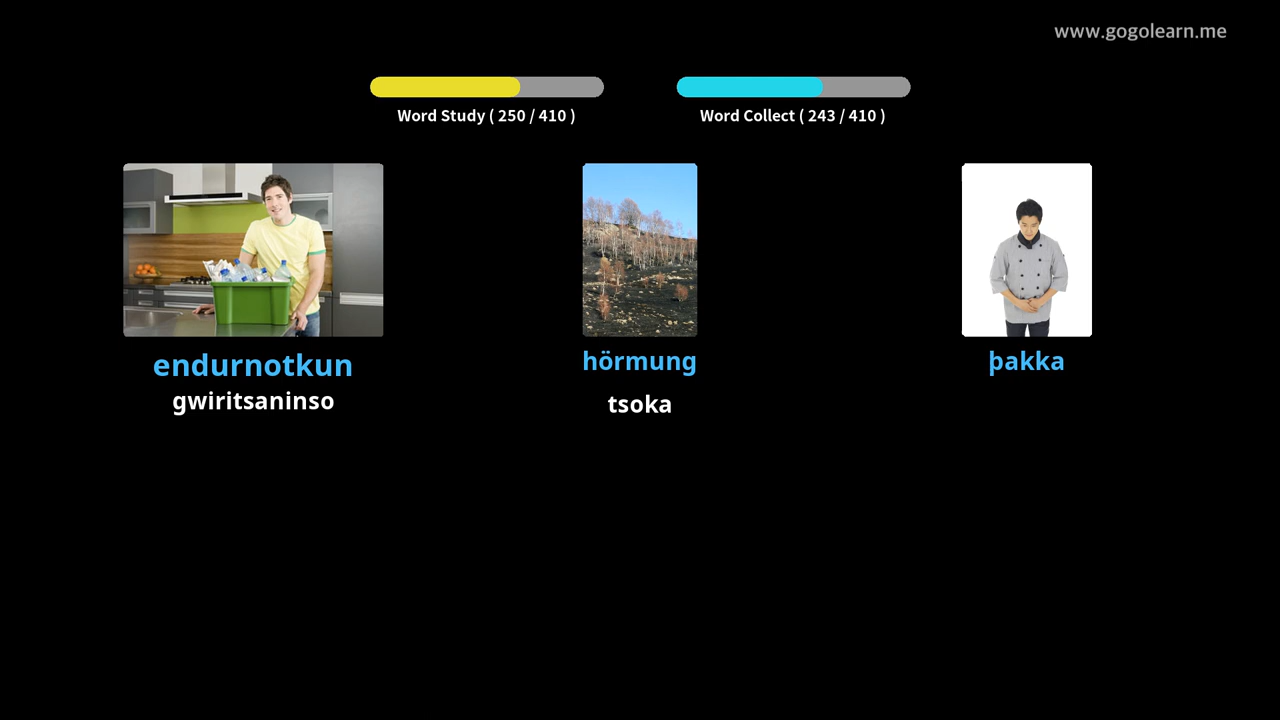 www.gogolearn.me
Word Study ( 250 / 410 )
Word Collect ( 243 / 410 )
endurnotkun
gwiritsaninso
hörmung
tsoka
þakka